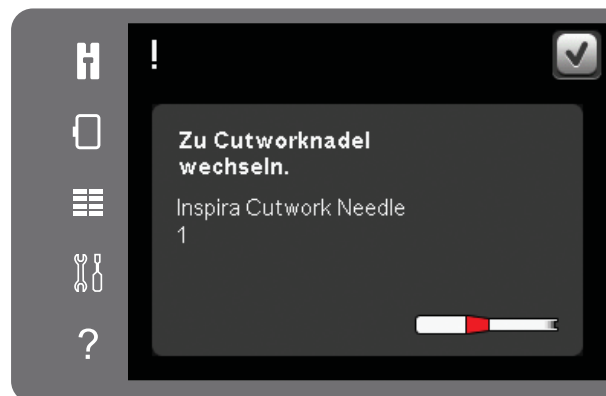 !
Zu Cutworknadel
wechseln.
Inspira Cutwork Needle
1
?